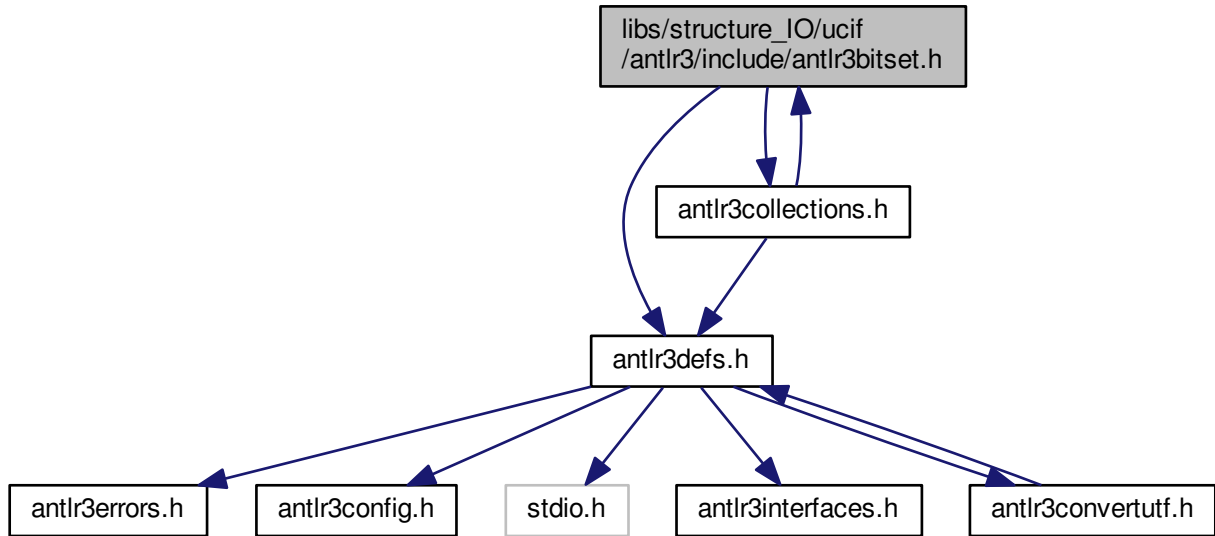 libs/structure_IO/ucif
/antlr3/include/antlr3bitset.h
antlr3collections.h
antlr3defs.h
antlr3errors.h
antlr3config.h
stdio.h
antlr3interfaces.h
antlr3convertutf.h